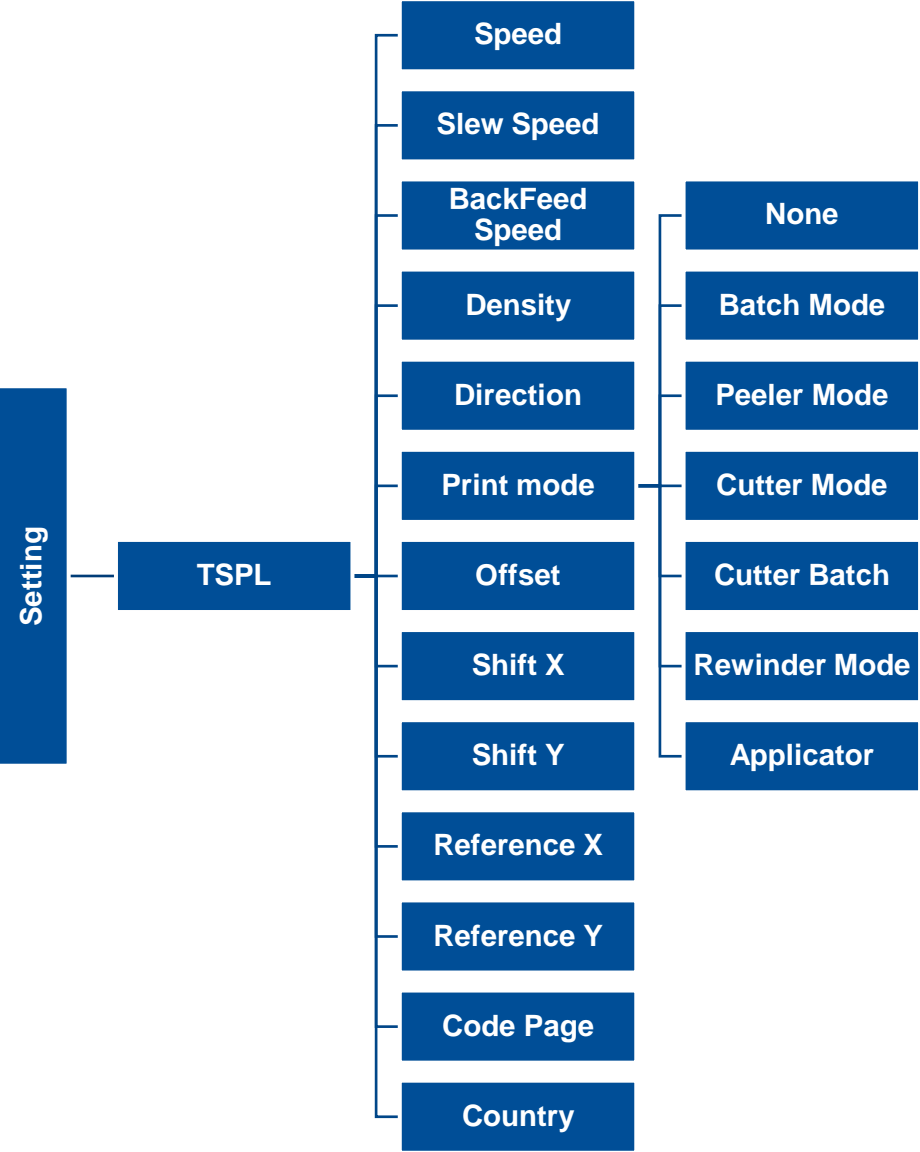 Setting
TSPL
Speed
Slew Speed
BackFeed
Speed
Density
Direction
Print mode
Offset
Shift X
Shift Y
Reference X
Reference Y
Code Page
Country
None
Batch Mode
Peeler Mode
Cutter Mode
Cutter Batch
Rewinder Mode
Applicator